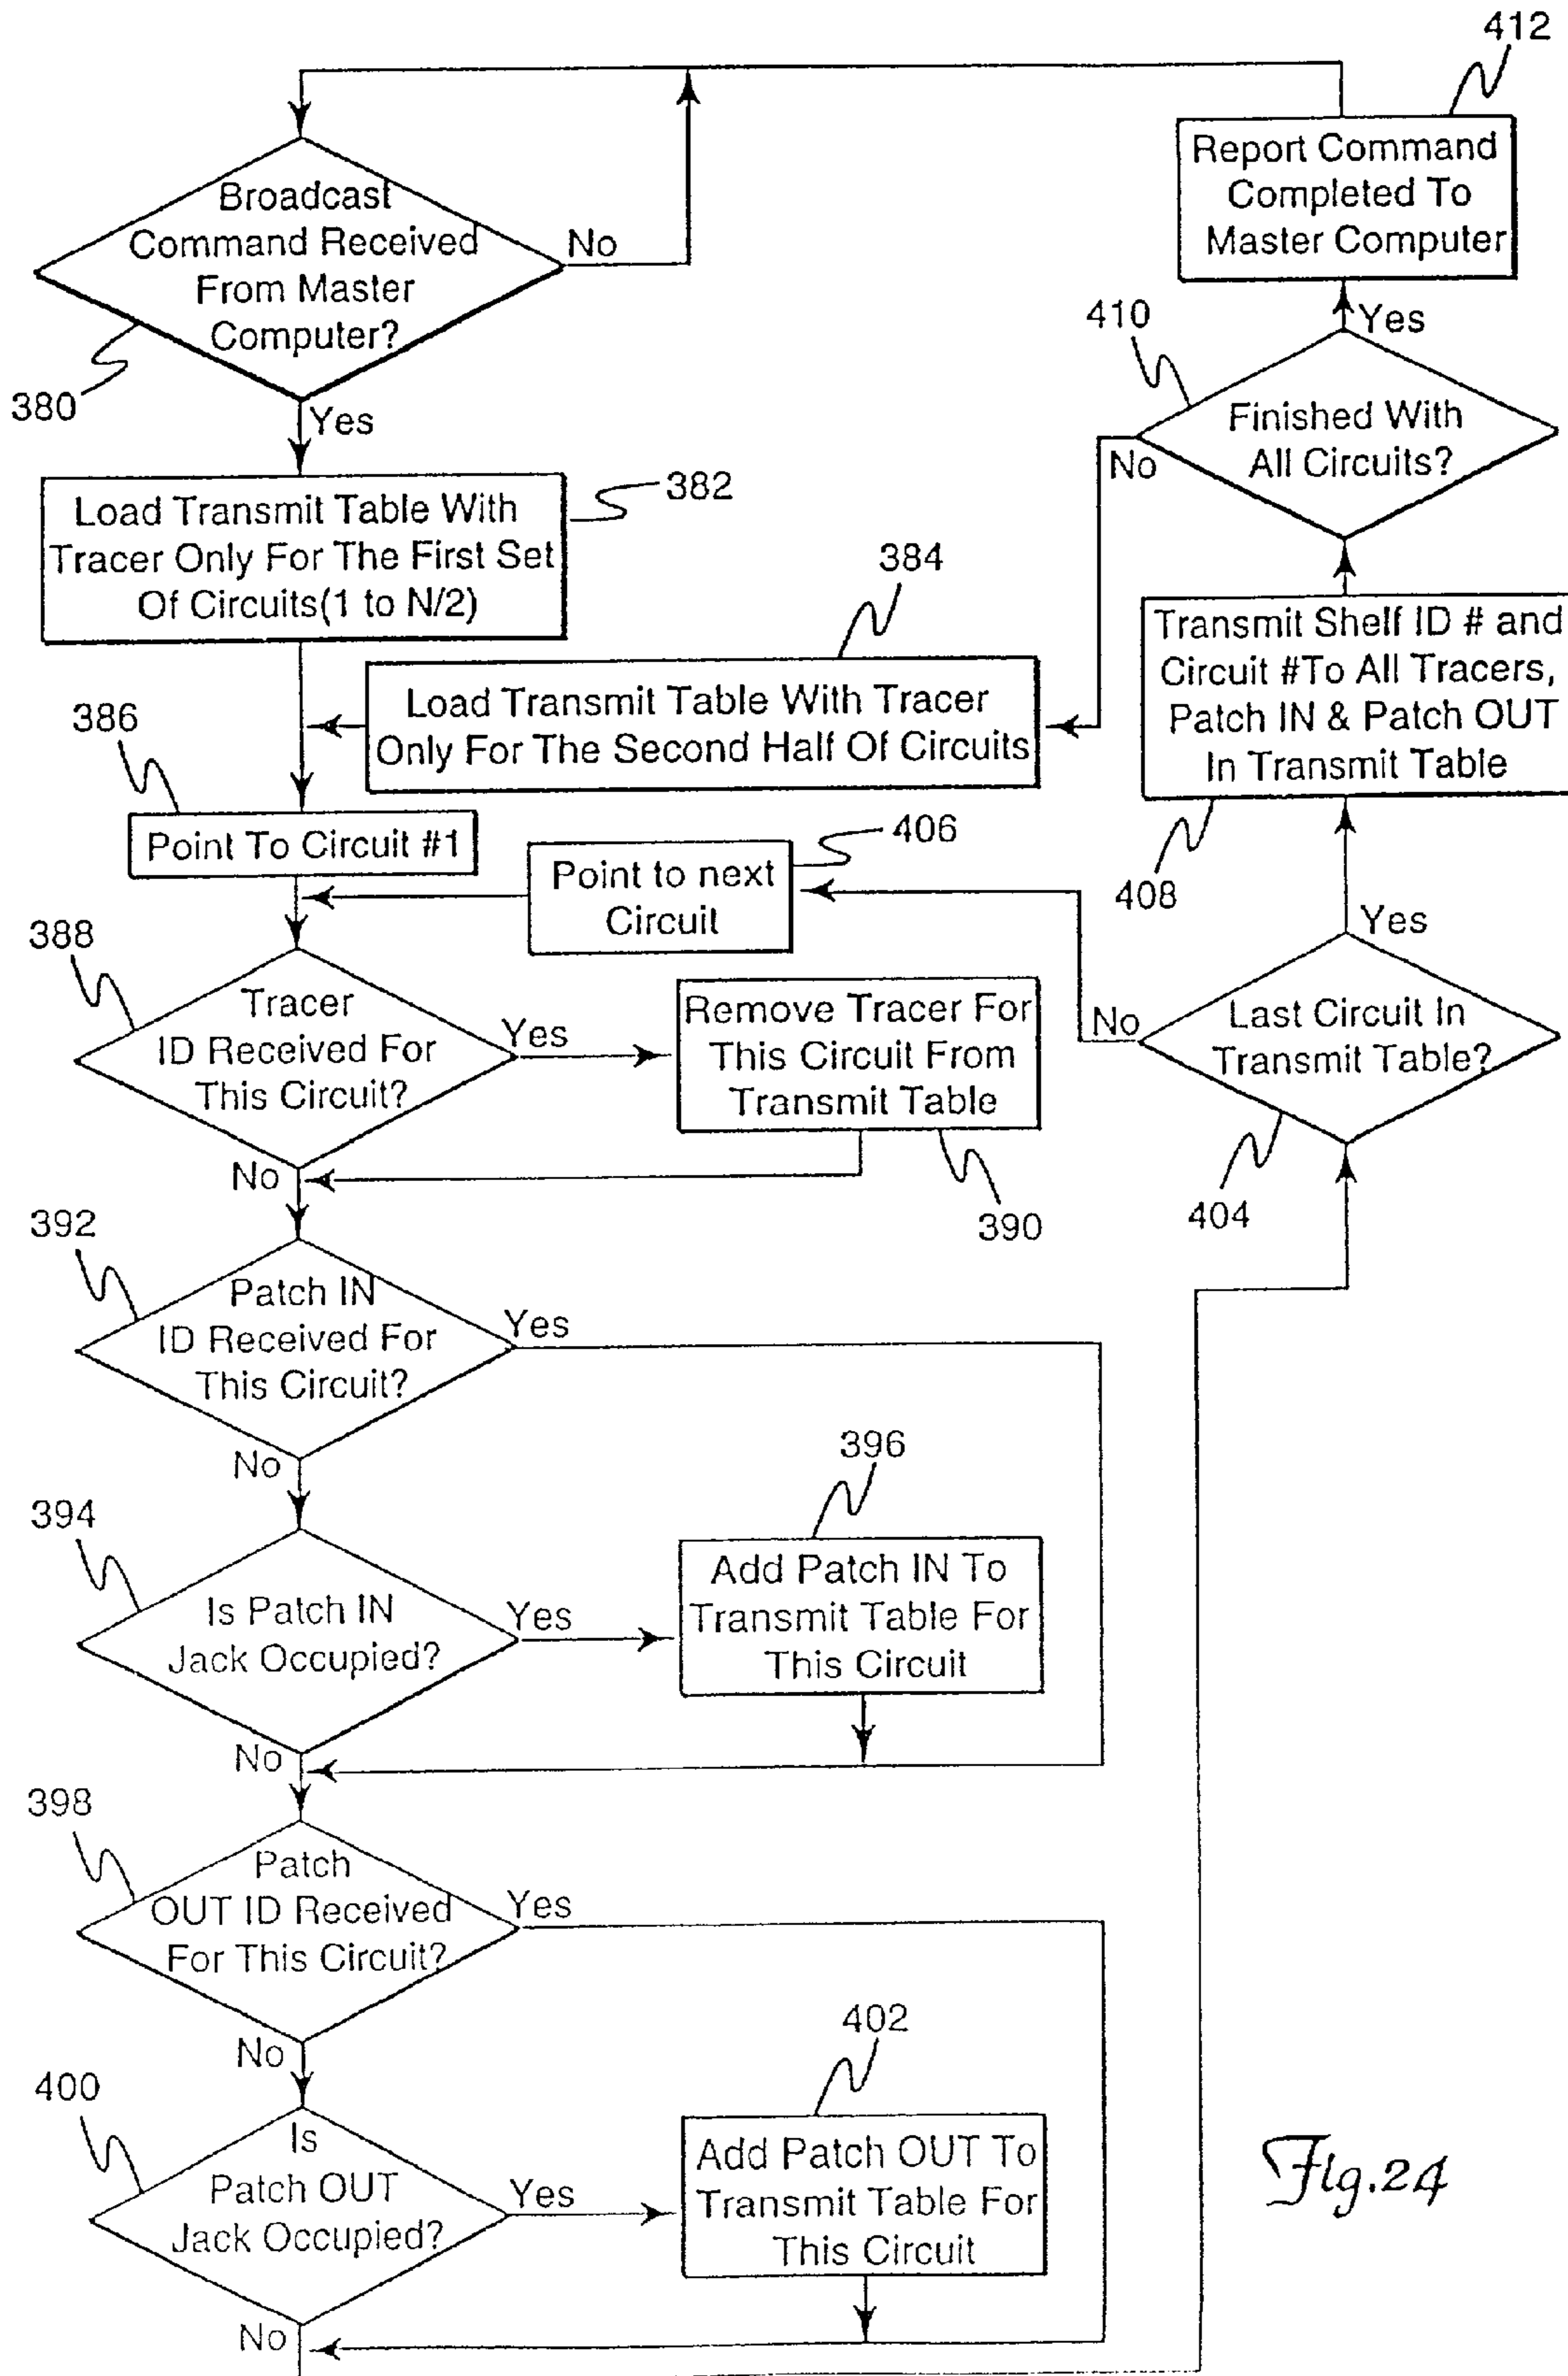 412
Broadcast
Command Received
From Master
Computer?
No
380
Yes
Report Command
Completed To
Master Computer
410
Yes
Finished With
All Circuits?
No
Load Transmit Table With
Tracer Only For The First Set
Of Circuits(1 to N/2)
382
384
Load Transmit Table With Tracer
Only For The Second Half Of Circuits
Transmit Shelf ID # and
Circuit #To All Tracers,
Patch IN & Patch OUT
In Transmit Table
408
386
Point To Circuit #1
406
Point to next
Circuit
Yes
Last Circuit In
Transmit Table?
No
404
388
Tracer
ID Received For
This Circuit?
Yes
Remove Tracer For
This Circuit From
Transmit Table
390
No
392
Patch IN
ID Received For
This Circuit?
Yes
No
394
Is Patch IN
Jack Occupied?
Yes
396
Add Patch IN To
Transmit Table For
This Circuit
No
398
Patch
OUT ID Received
For This Circuit?
Yes
No
400
Is
Patch OUT
Jack Occupied?
Yes
402
Add Patch OUT To
Transmit Table For
This Circuit
No
Fig.24